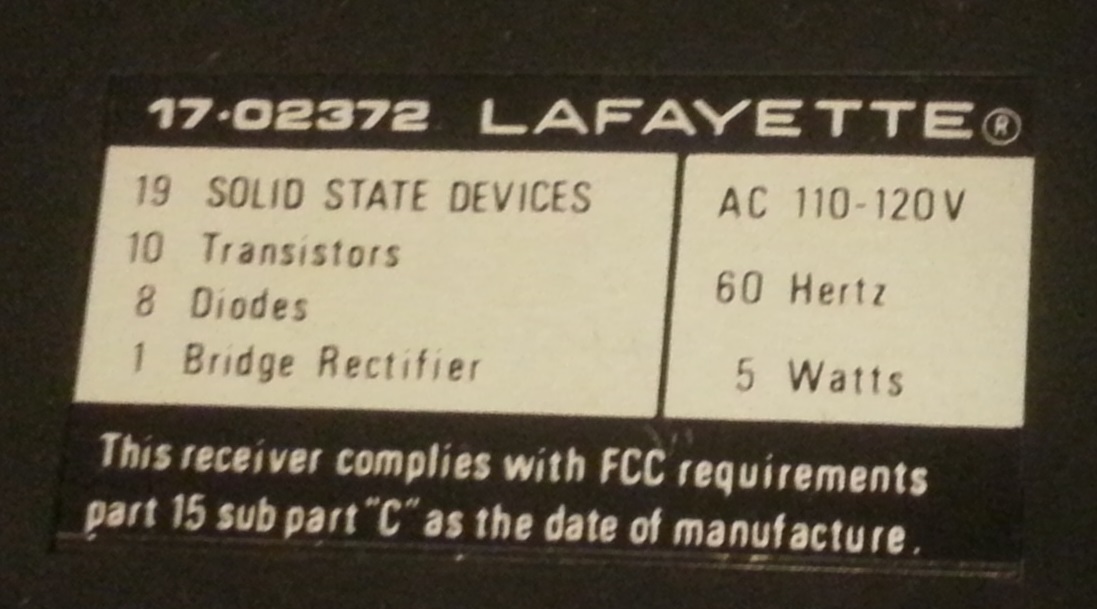 17-02372 LAFAYETTE®
19 SOLID STATE DEVICES
10 Transistors
8 Diodes
1 Bridge Rectifier
AC 110-120V
60 Hertz
5 Watts
This receiver complies with FCC requirements
part 15 sub part "C" as the date of manufacture.